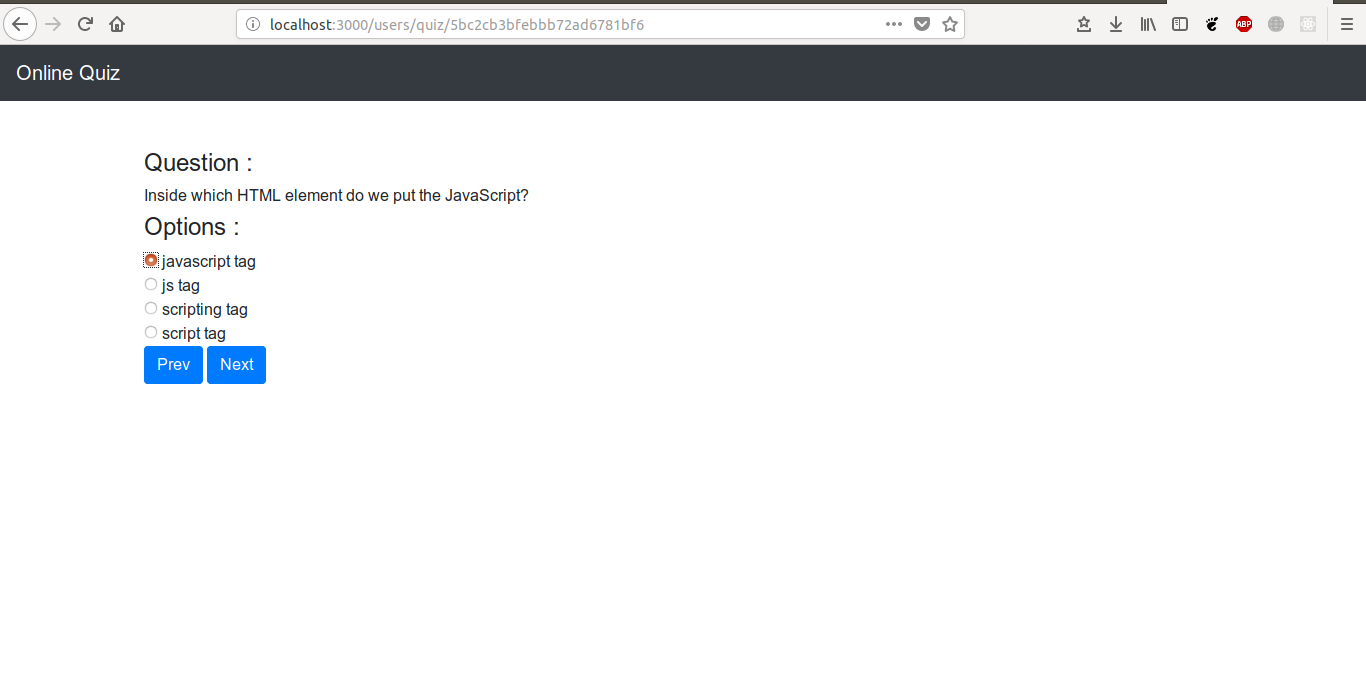 localhost:3000/users/quiz/5bc2cb3bfebbb72ad6781bf6
ABP
Online Quiz
Question :
Inside which HTML element do we put the JavaScript?
Options :
javascript tag
js tag
scripting tag
script tag
Prev Next